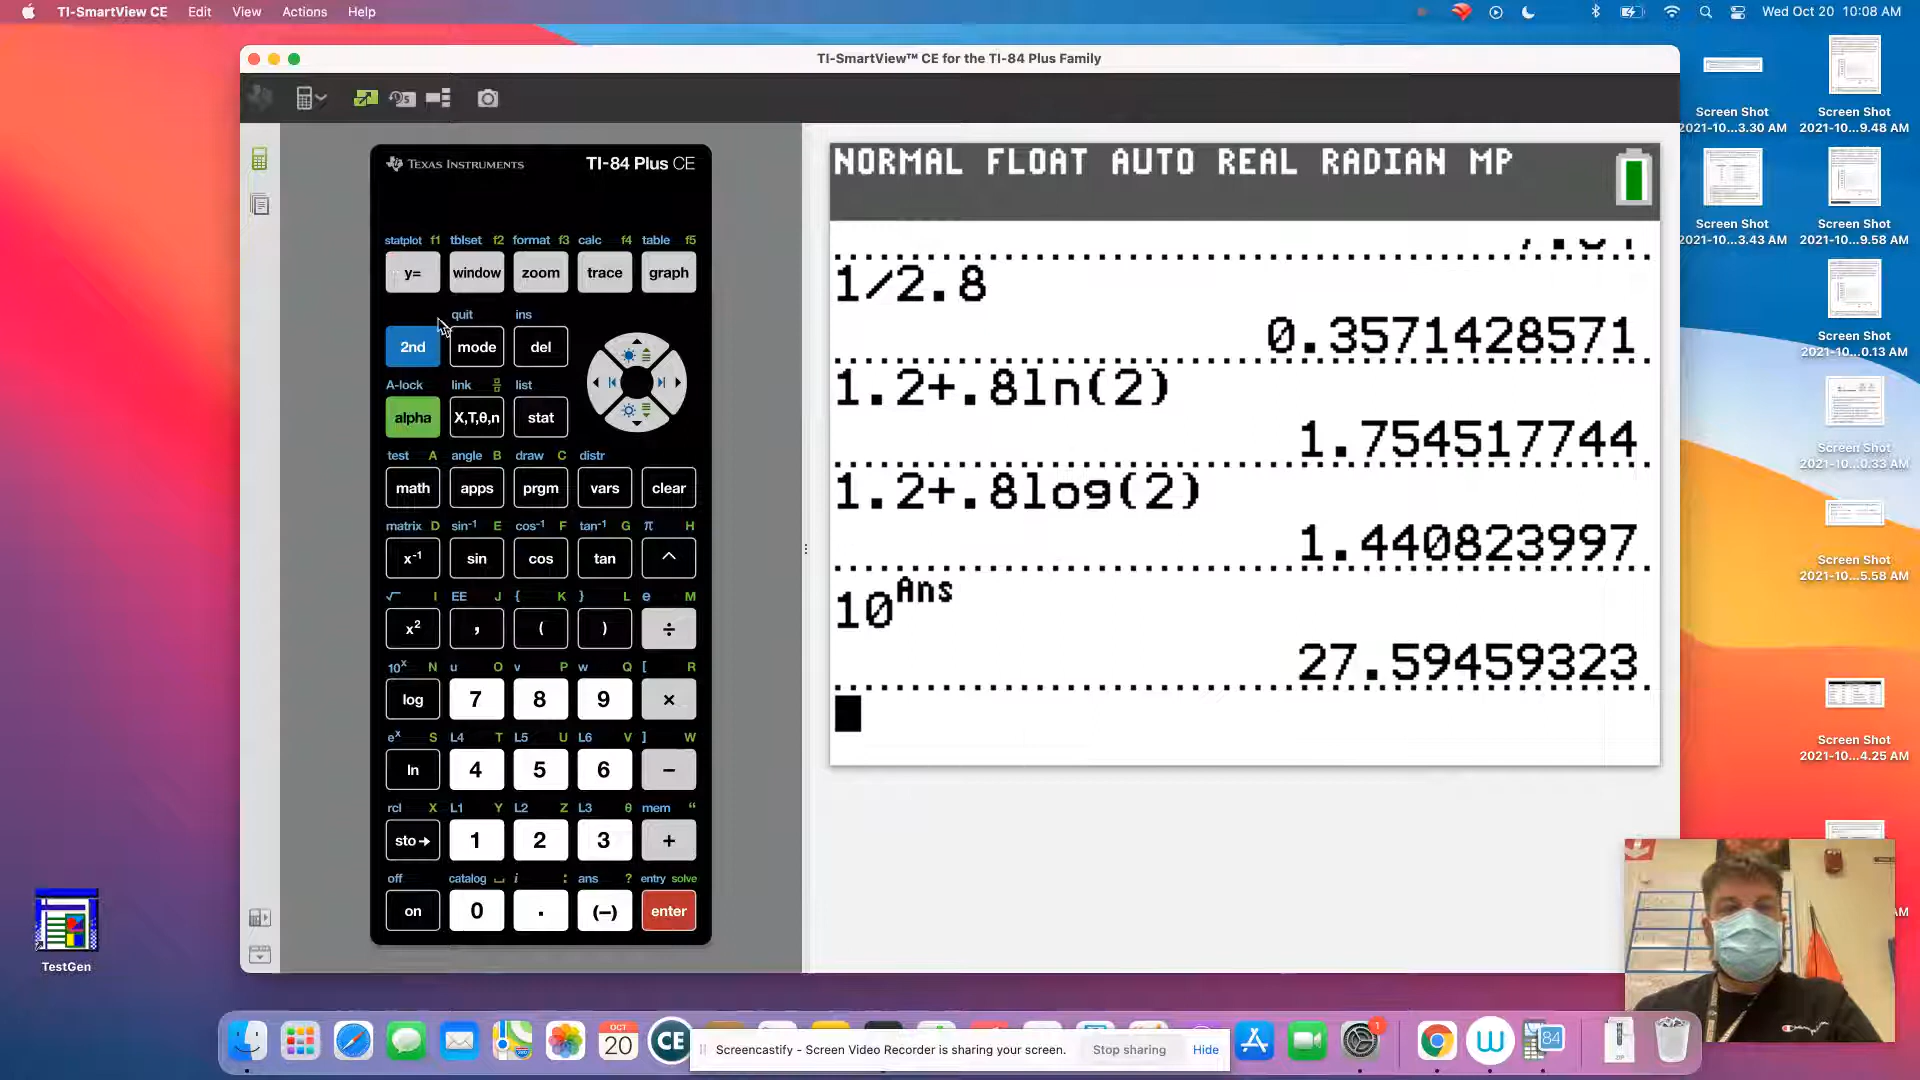 TI-SmartView CE Edit View Actions Help
Wed Oct 20 10:08 AM
TI-SmartView™ CE for the TI-84 Plus Family
TEXAS INSTRUMENTS TI-84 Plus CE
statplot f1 tblset f2 format f3 calc f4 table f5
y= window zoom trace graph
quit ins
2nd mode del
A-lock link list
alpha X,T,θ,n stat
test A angle B draw C distr
math apps prgm vars clear
matrix D sin⁻¹ E cos⁻¹ F tan⁻¹ G π H
x⁻¹ sin cos tan ^
√ I EE J { K } L e M
x² , ( ) ÷
10ˣ N u O v P w Q [ R
log 7 8 9 ×
eˣ S L4 T L5 U L6 V ] W
ln 4 5 6 −
rcl X L1 Y L2 Z L3 θ mem “
sto→ 1 2 3 +
off catalog i : ans ? entry solve
on 0 . (–) enter
NORMAL FLOAT AUTO REAL RADIAN MP
1/2.8
0.3571428571
1.2+.8ln(2)
1.754517744
1.2+.8log(2)
1.440823997
10^Ans
27.59459323
Screen Shot
2021-10...3.30 AM
Screen Shot
2021-10...9.48 AM
Screen Shot
2021-10...3.43 AM
Screen Shot
2021-10...9.58 AM
Screen Shot
2021-10...0.13 AM
Screen Shot
2021-10...0.33 AM
Screen Shot
2021-10...5.58 AM
Screen Shot
2021-10...4.25 AM
AM
TestGen
OCT
20
CE
1
W
84
ZIP
Screencastify - Screen Video Recorder is sharing your screen. Stop sharing Hide